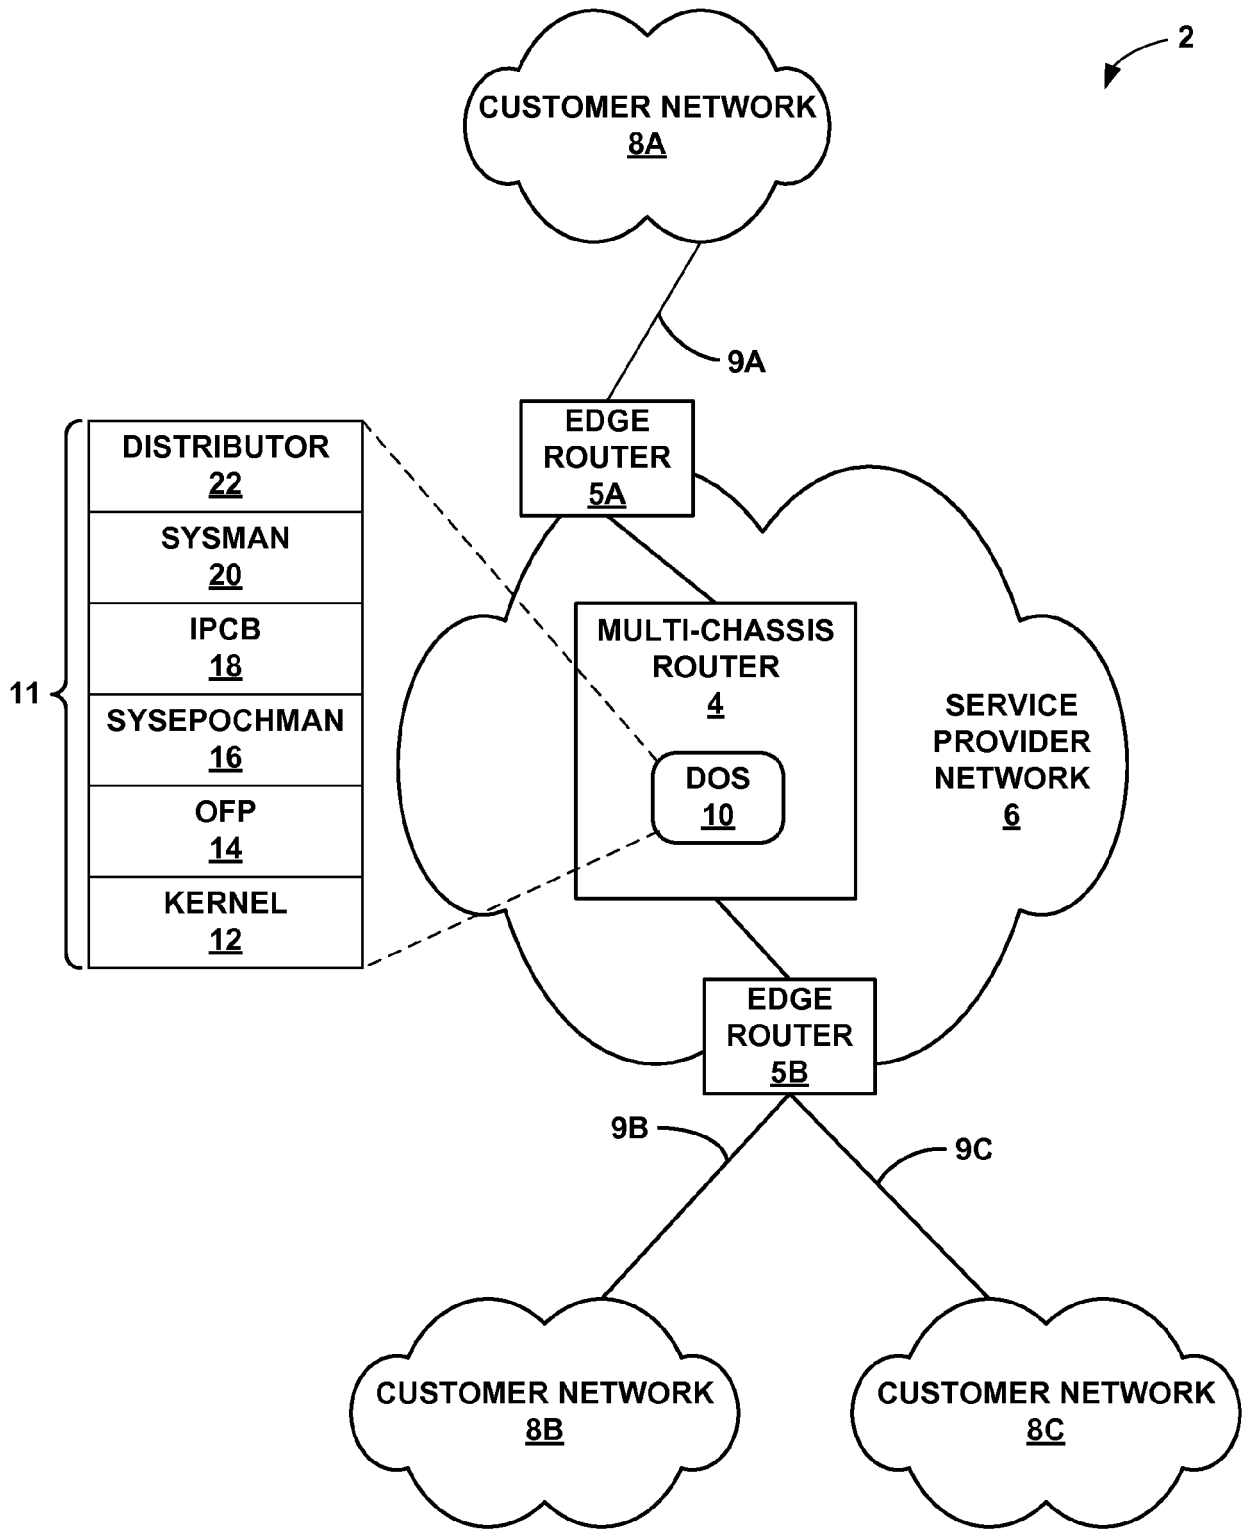 2
CUSTOMER NETWORK
8A
9A
EDGE
ROUTER
5A
DISTRIBUTOR
22
SYSMAN
20
IPCB
18
SYSEPOCHMAN
16
OFP
14
KERNEL
12
11
MULTI-CHASSIS
ROUTER
4
DOS
10
SERVICE
PROVIDER
NETWORK
6
EDGE
ROUTER
5B
9B
9C
CUSTOMER NETWORK
8B
CUSTOMER NETWORK
8C